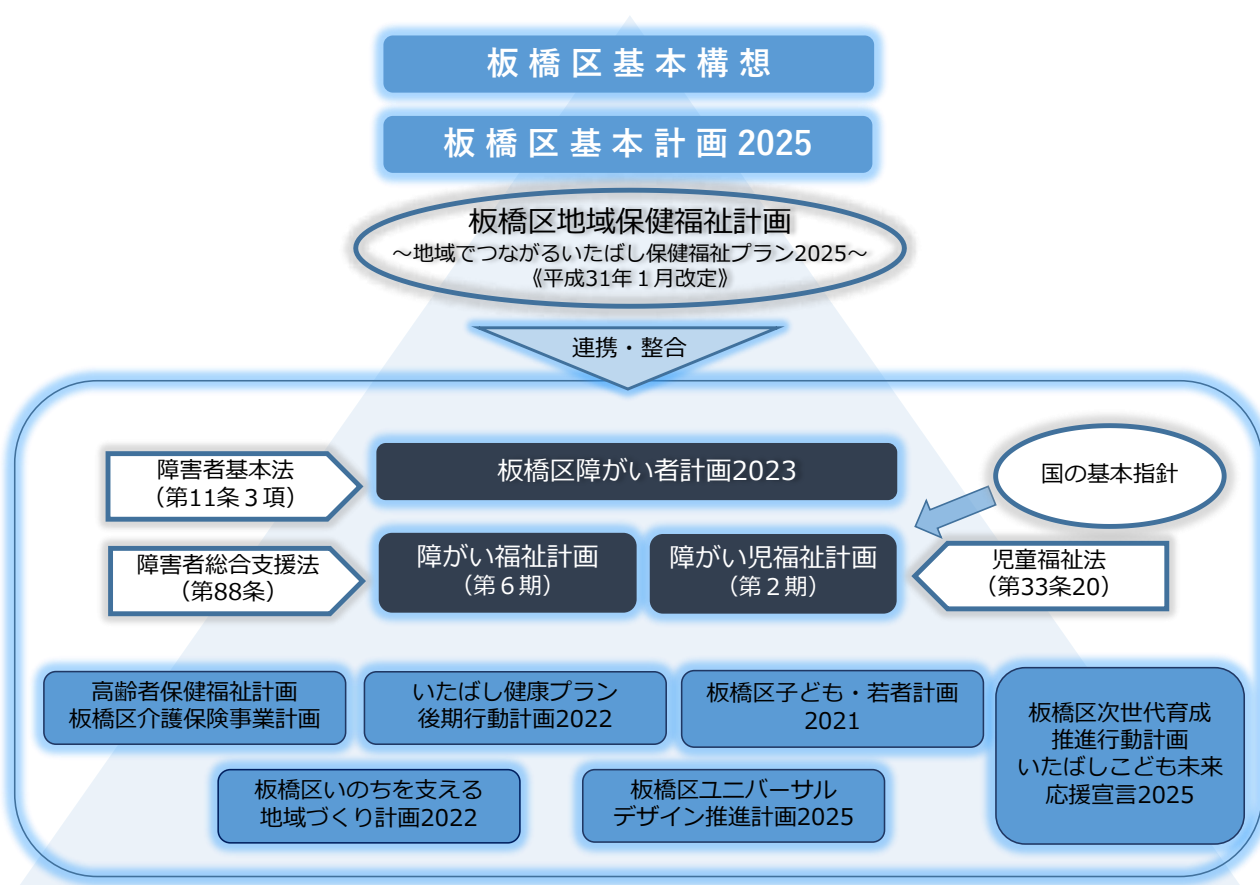 板橋区基本構想
板橋区基本計画2025
板橋区地域保健福祉計画
～地域でつながるいたばし保健福祉プラン2025～
《平成31年１月改定》
連携・整合
障害者基本法
（第11条３項）
板橋区障がい者計画2023
国の基本指針
障害者総合支援法
（第88条）
障がい福祉計画
（第６期）
障がい児福祉計画
（第２期）
児童福祉法
（第33条20）
高齢者保健福祉計画
板橋区介護保険事業計画
いたばし健康プラン
後期行動計画2022
板橋区子ども・若者計画
2021
板橋区次世代育成
推進行動計画
いたばしこども未来
応援宣言2025
板橋区いのちを支える
地域づくり計画2022
板橋区ユニバーサル
デザイン推進計画2025